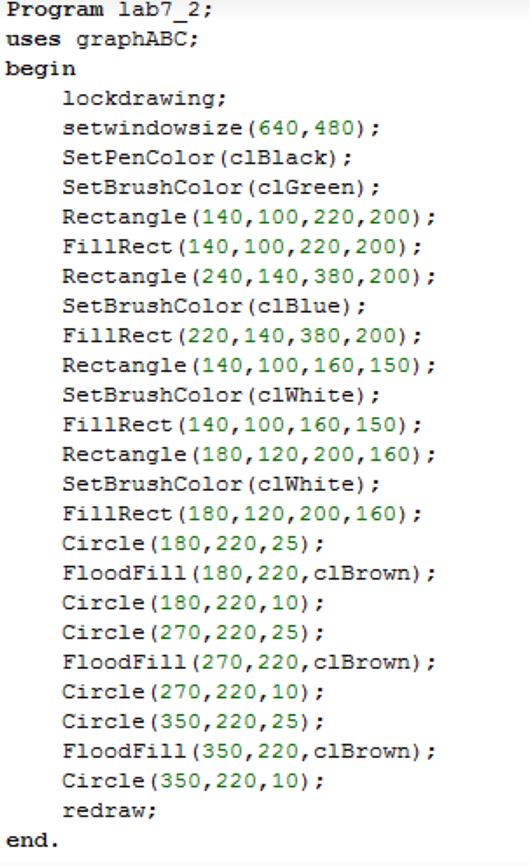 Program lab7_2;
uses graphABC;
begin
lockdrawing;
setwindowsize(640,480);
SetPenColor(clBlack);
SetBrushColor(clGreen);
Rectangle(140,100,220,200);
FillRect(140,100,220,200);
Rectangle(240,140,380,200);
SetBrushColor(clBlue);
FillRect(220,140,380,200);
Rectangle(140,100,160,150);
SetBrushColor(clWhite);
FillRect(140,100,160,150);
Rectangle(180,120,200,160);
SetBrushColor(clWhite);
FillRect(180,120,200,160);
Circle(180,220,25);
FloodFill(180,220,clBrown);
Circle(180,220,10);
Circle(270,220,25);
FloodFill(270,220,clBrown);
Circle(270,220,10);
Circle(350,220,25);
FloodFill(350,220,clBrown);
Circle(350,220,10);
redraw;
end.